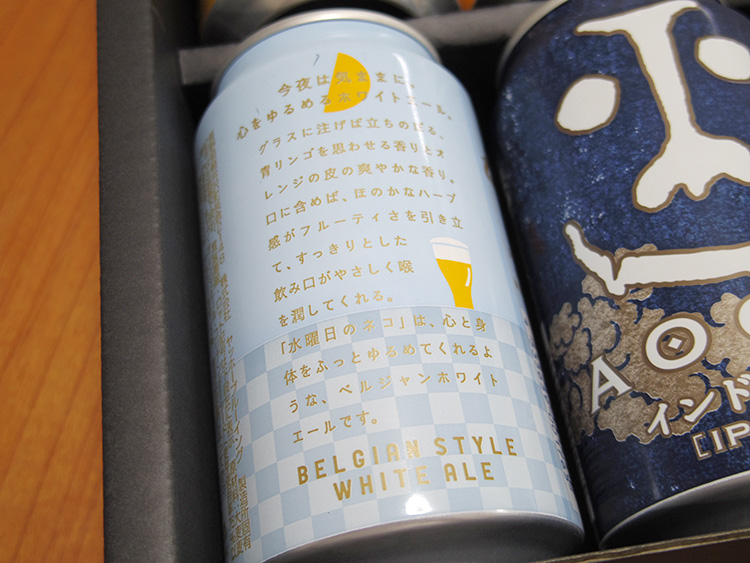 今夜は気ままに。
心をゆるめるホワイトエール。
グラスに注げば立ちのぼる、
青リンゴを思わせる香りとオ
レンジの皮の爽やかな香り。
口に含めば、ほのかなハーブ
感がフルーティさを引き立
て、すっきりとした
飲み口がやさしく喉
を潤してくれる。
「水曜日のネコ」は、心と身
体をふっとゆるめてくれるよ
うな、ベルジャンホワイト
エールです。
BELGIAN STYLE
WHITE ALE
AO
インド
[IP